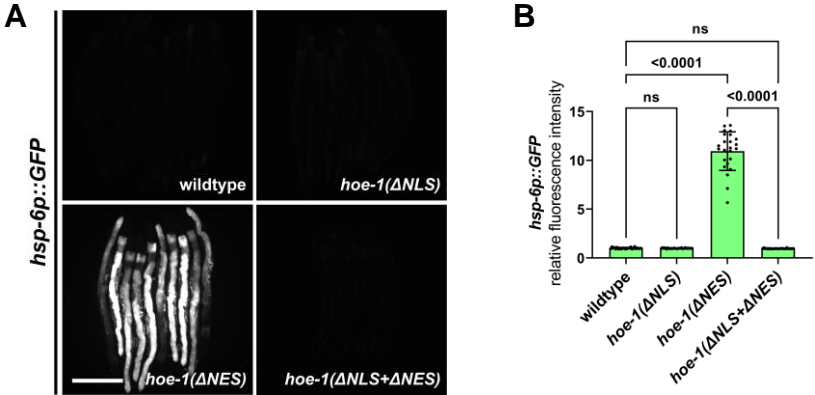 A
hsp-6p::GFP
wildtype
hoe-1(ΔNLS)
hoe-1(ΔNES)
hoe-1(ΔNLS+ΔNES)
B
ns
<0.0001
ns
<0.0001
hsp-6p::GFP
relative fluorescence intensity
15
10
5
0
wildtype
hoe-1(ΔNLS)
hoe-1(ΔNES)
hoe-1(ΔNLS+ΔNES)